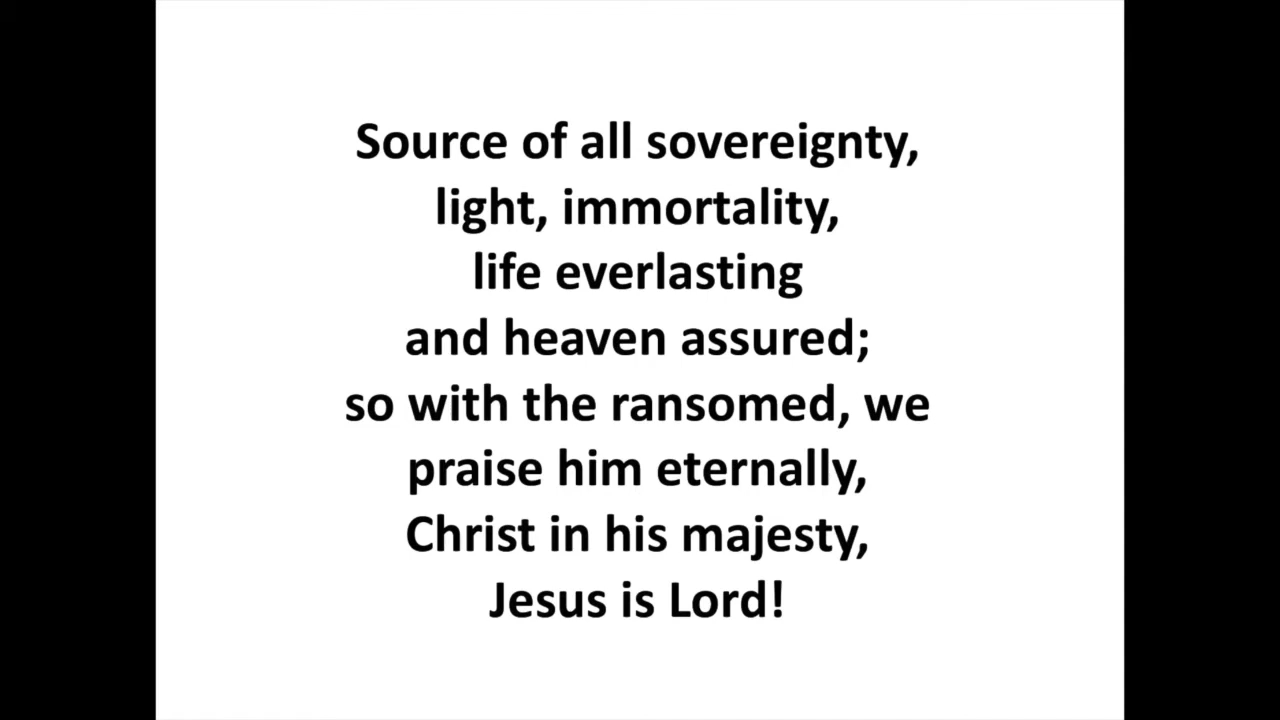 Source of all sovereignty,
light, immortality,
life everlasting
and heaven assured;
so with the ransomed, we
praise him eternally,
Christ in his majesty,
Jesus is Lord!